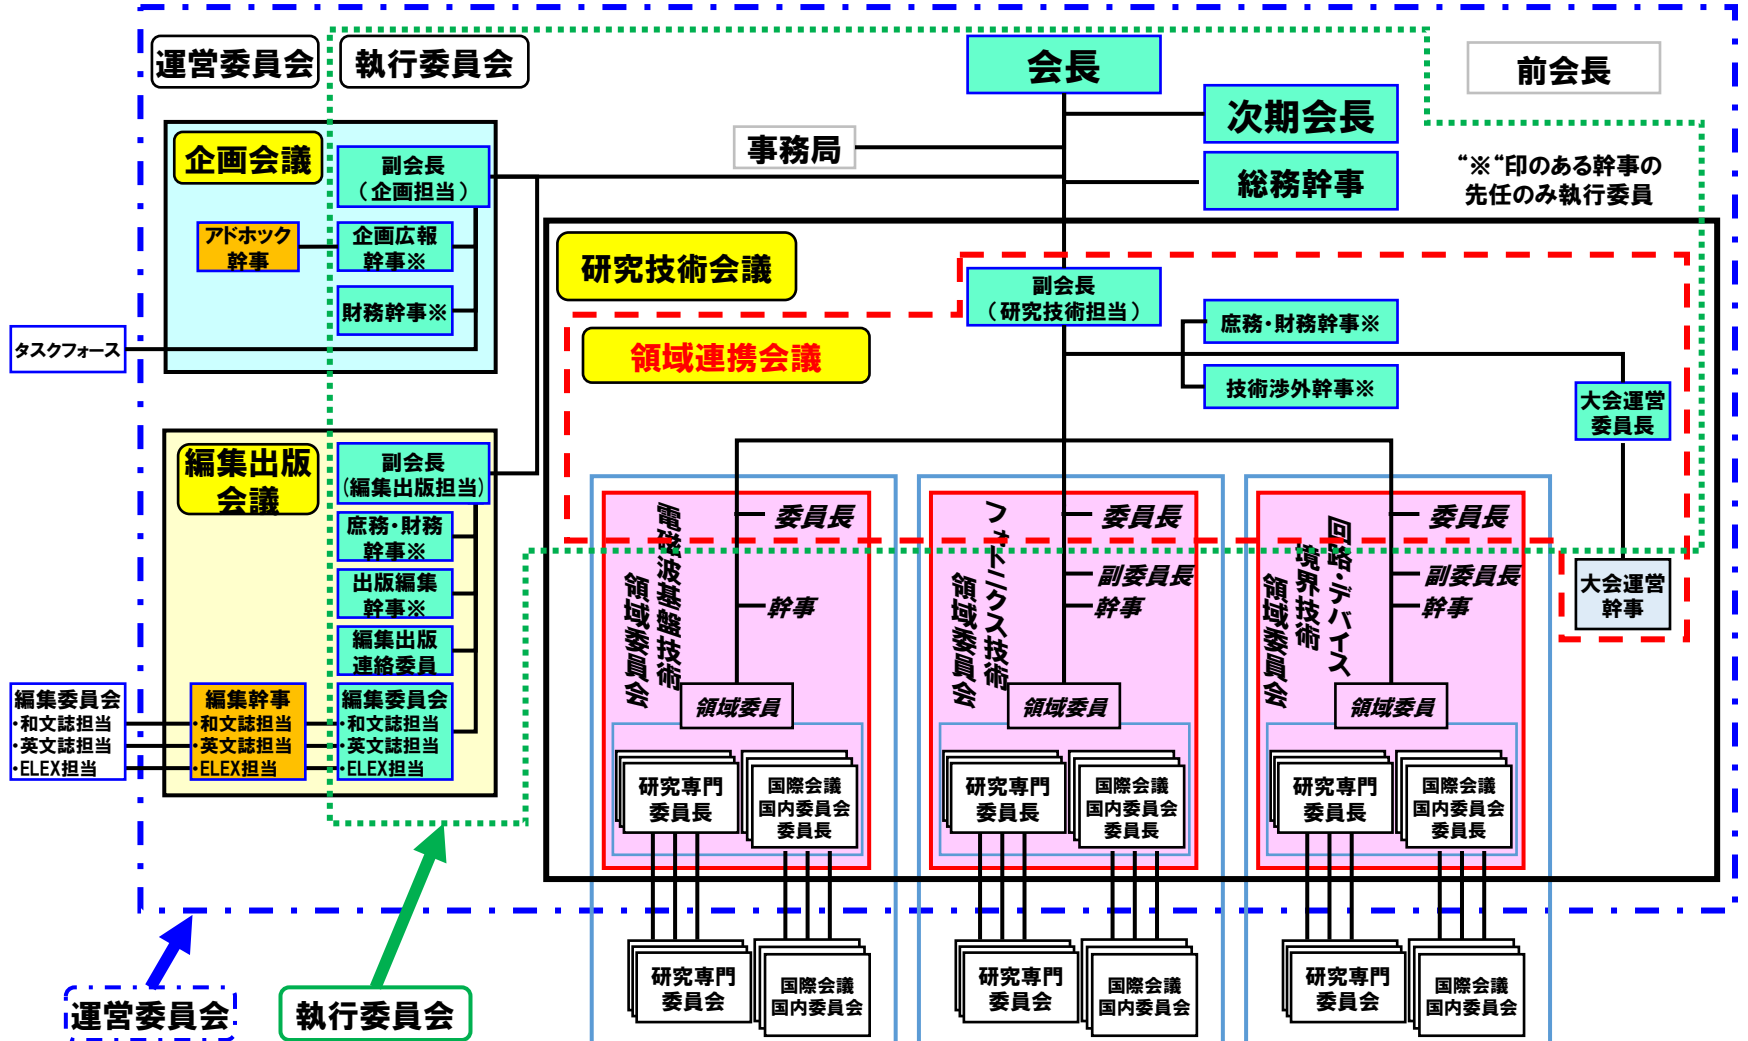 運営委員会
執行委員会
会長
前会長
次期会長
事務局
総務幹事
“※“印のある幹事の
先任のみ執行委員
企画会議
副会長
（企画担当）
アドホック
幹事
企画広報
幹事※
財務幹事※
タスクフォース
研究技術会議
副会長
（研究技術担当）
領域連携会議
庶務・財務幹事※
技術渉外幹事※
大会運営
委員長
大会運営
幹事
編集出版
会議
副会長
(編集出版担当)
庶務・財務
幹事※
出版編集
幹事※
編集出版
連絡委員
編集委員会
・和文誌担当
・英文誌担当
・ELEX担当
編集幹事
・和文誌担当
・英文誌担当
・ELEX担当
編集委員会
・和文誌担当
・英文誌担当
・ELEX担当
電磁波基盤技術
領域委員会
委員長
幹事
領域委員
研究専門
委員長
国際会議
国内委員会
委員長
フォトニクス技術
領域委員会
委員長
副委員長
幹事
領域委員
研究専門
委員長
国際会議
国内委員会
委員長
回路・デバイス
境界技術
領域委員会
委員長
副委員長
幹事
領域委員
研究専門
委員長
国際会議
国内委員会
委員長
研究専門
委員会
国際会議
国内委員会
研究専門
委員会
国際会議
国内委員会
研究専門
委員会
国際会議
国内委員会
運営委員会
執行委員会